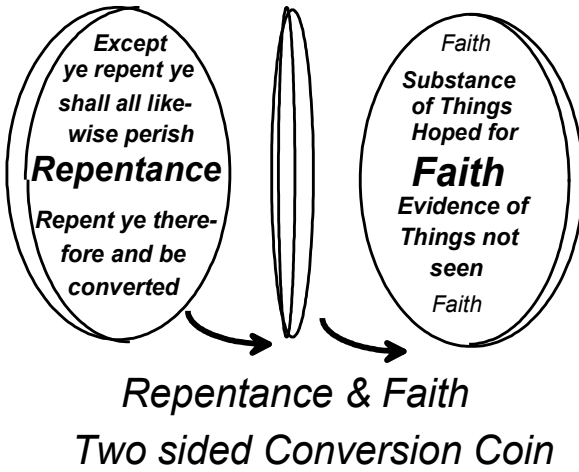 Except
ye repent ye
shall all like-
wise perish
Repentance
Repent ye there-
fore and be
converted
Faith
Substance
of Things
Hoped for
Faith
Evidence of
Things not
seen
Faith
Repentance & Faith
Two sided Conversion Coin